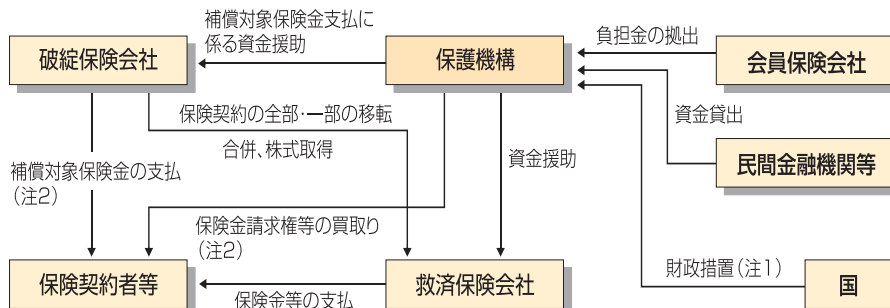 補償対象保険金支払に
係る資金援助
負担金の拠出
破綻保険会社
保護機構
会員保険会社
保険契約の全部・一部の移転
合併、株式取得
資金貸出
補償対象保険金の支払
(注2)
資金援助
民間金融機関等
保険金請求権等の買取り
(注2)
財政措置(注1)
保険契約者等
救済保険会社
国
保険金等の支払